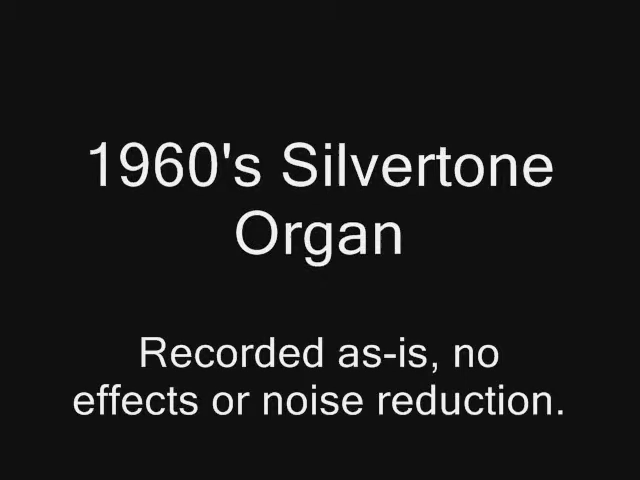 1960's Silvertone
Organ
Recorded as-is, no
effects or noise reduction.